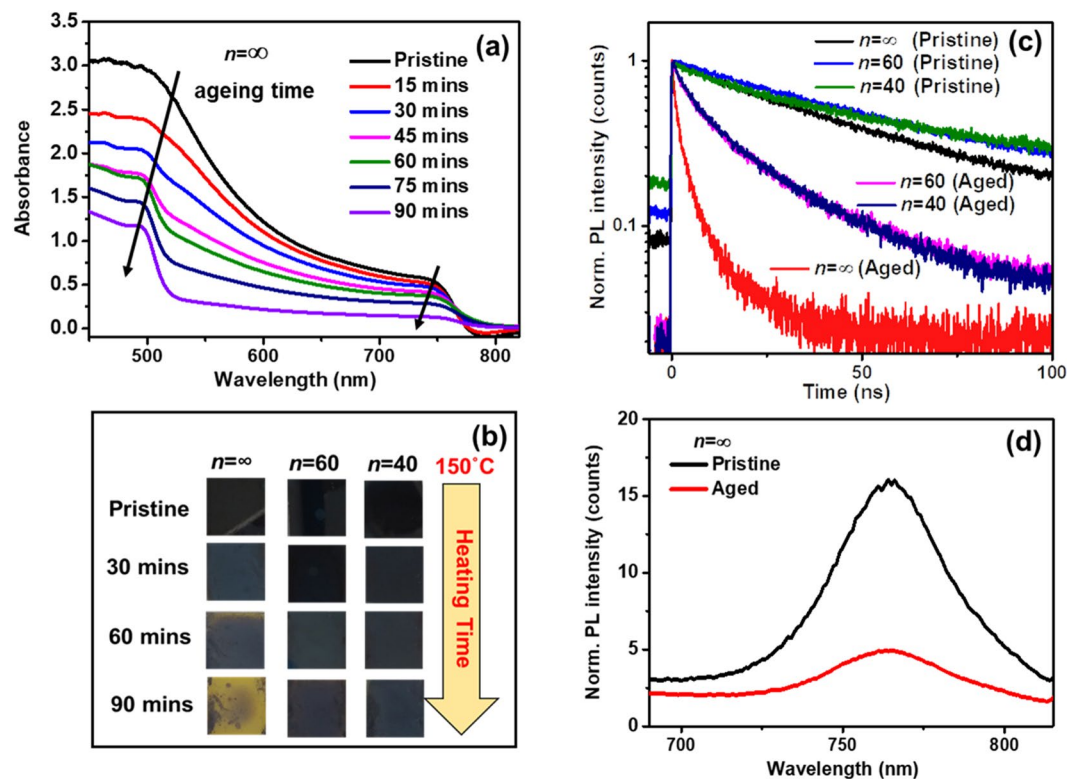 (a)
n=∞
ageing time
Pristine
15 mins
30 mins
45 mins
60 mins
75 mins
90 mins
3.5
3.0
2.5
2.0
1.5
1.0
0.5
0.0
Absorbance
500
600
700
800
Wavelength (nm)
(c)
n=∞ (Pristine)
n=60 (Pristine)
n=40 (Pristine)
n=60 (Aged)
n=40 (Aged)
n=∞ (Aged)
1
0.1
Norm. PL intensity (counts)
0
50
100
Time (ns)
(b)
n=∞ n=60 n=40 150°C
Pristine
30 mins
60 mins
90 mins
Heating Time
(d)
n=∞
Pristine
Aged
20
15
10
5
0
Norm. PL intensity (counts)
700
750
800
Wavelength (nm)